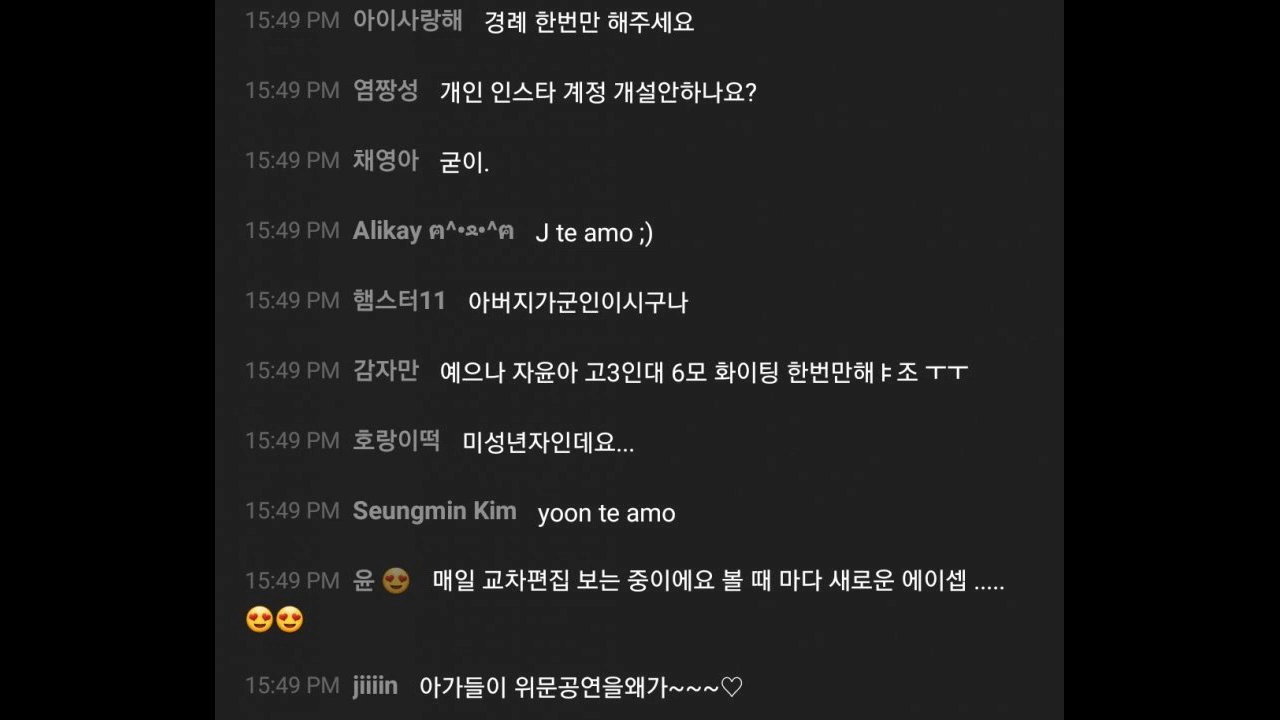 15:49 PM 아이사랑해 경례 한번만 해주세요
15:49 PM 염짱성 개인 인스타 계정 개설안하나요?
15:49 PM 채영아 굳이.
15:49 PM Alikay ฅ^•ﻌ•^ฅ J te amo ;)
15:49 PM 햄스터11 아버지가군인이시구나
15:49 PM 감자만 예으나 자윤아 고3인대 6모 화이팅 한번만해ㅑ조 ㅜㅜ
15:49 PM 호랑이떡 미성년자인데요...
15:49 PM Seungmin Kim yoon te amo
15:49 PM 윤 😍 매일 교차편집 보는 중이에요 볼 때 마다 새로운 에이셉 .....
😍😍
15:49 PM jiiiin 아가들이 위문공연을왜가~~~♡